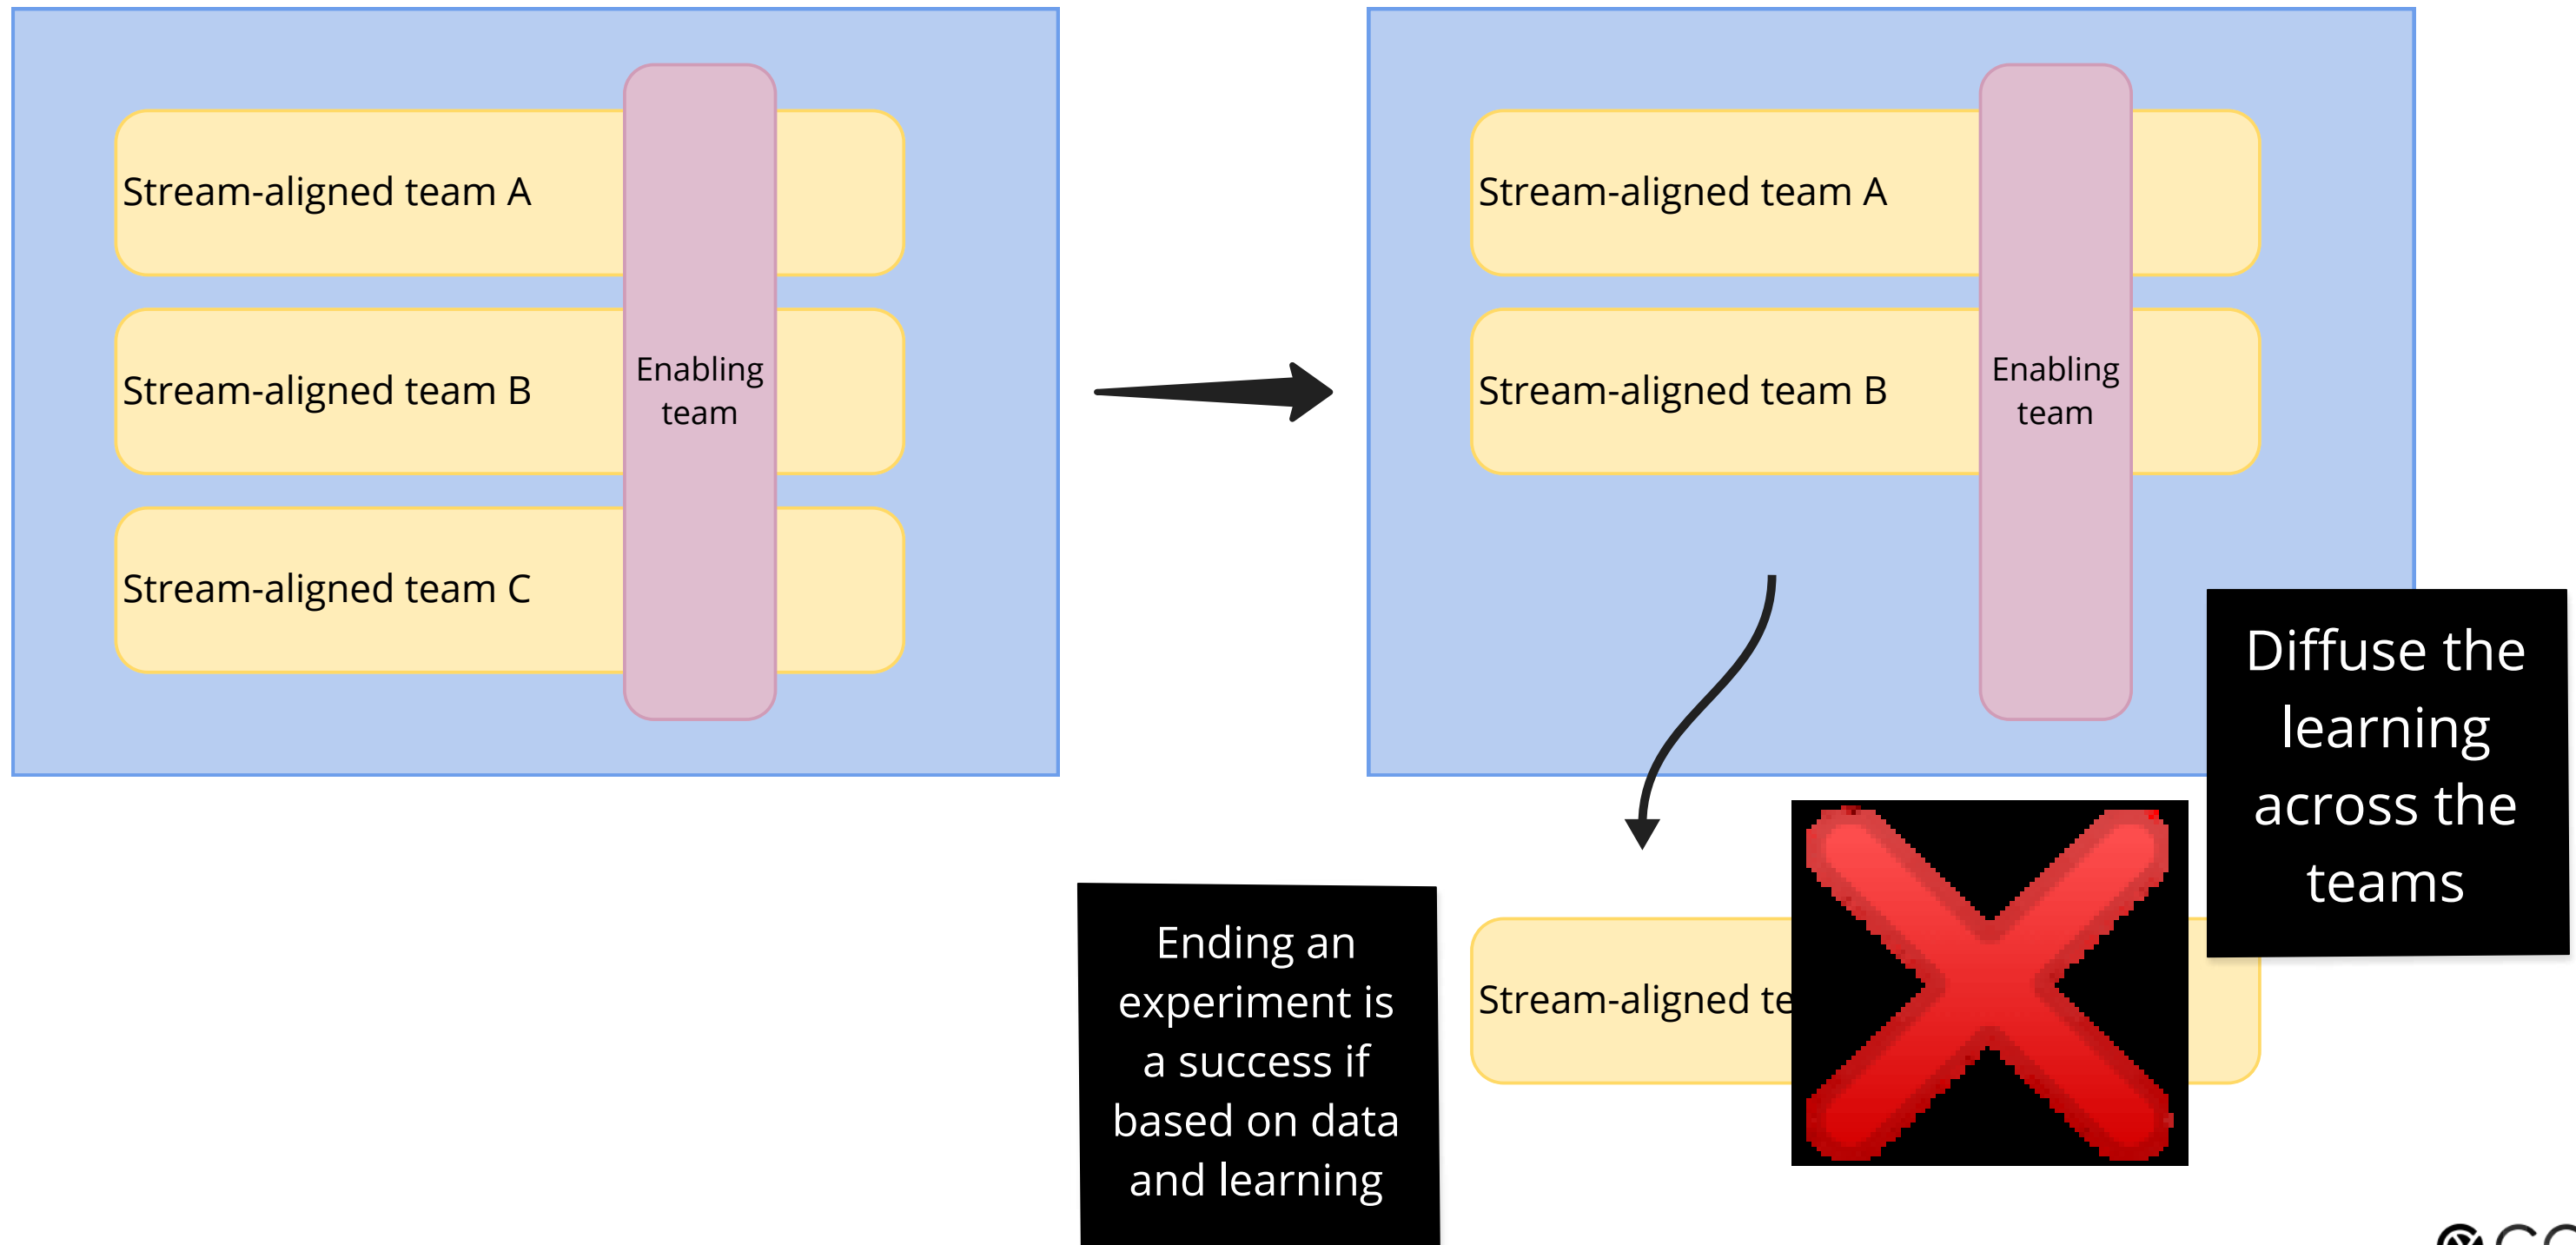 Stream-aligned team A
Stream-aligned team B
Stream-aligned team C
Enabling
team
Stream-aligned team A
Stream-aligned team B
Enabling
team
Diffuse the
learning
across the
teams
Ending an
experiment is
a success if
based on data
and learning
Stream-aligned te